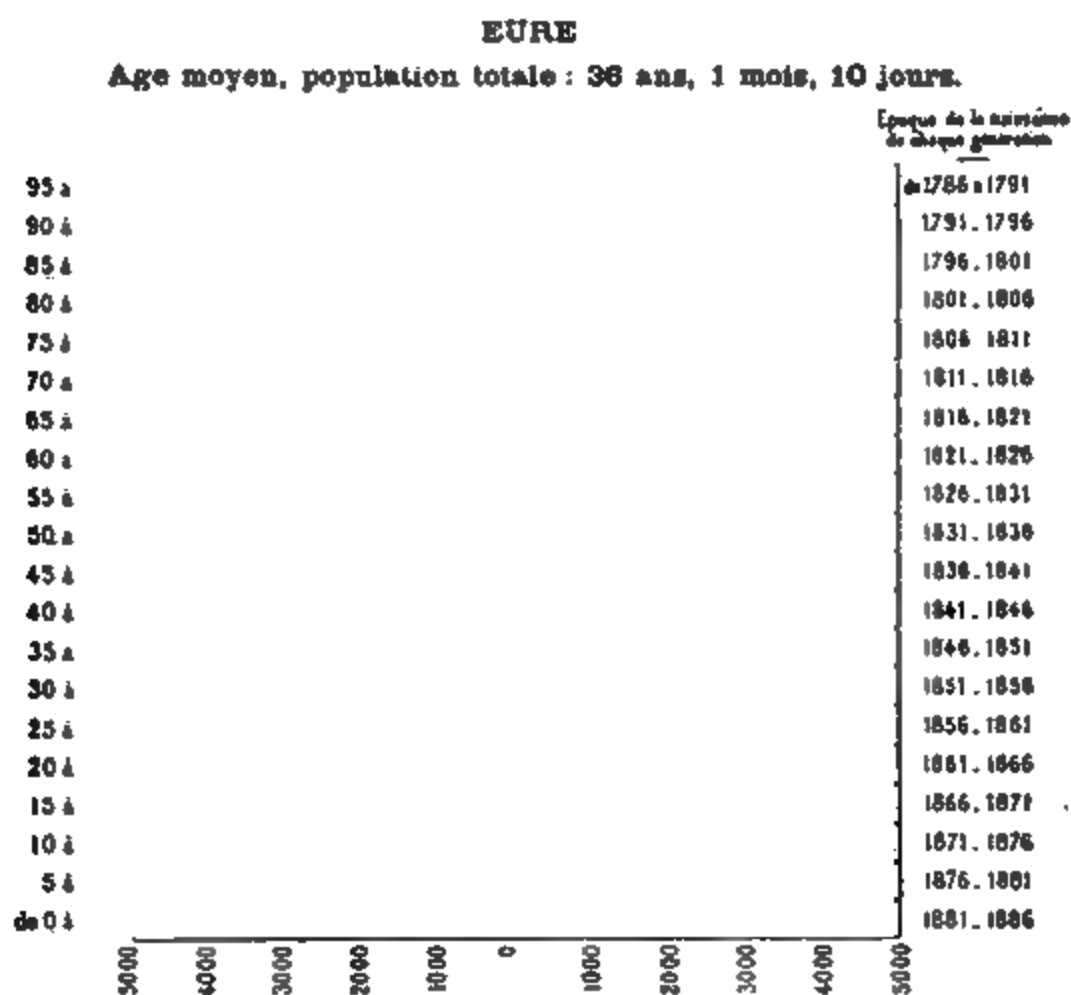 EURE
Age moyen, population totale : 36 ans, 1 mois, 10 jours.
Epoque de la naissance
de chaque génération
95 à de 1786 à 1791
90 à 1791 . 1796
85 à 1796 . 1801
80 à 1801 . 1806
75 à 1806 1811
70 à 1811 . 1816
65 à 1816 . 1821
60 à 1821 . 1826
55 à 1826 . 1831
50 à 1831 . 1836
45 à 1836 . 1841
40 à 1841 . 1846
35 à 1846 . 1851
30 à 1851 . 1856
25 à 1856 . 1861
20 à 1861 . 1866
15 à 1866 . 1871
10 à 1871 . 1876
5 à 1876 . 1881
de 0 à 1881 . 1886
5000 4000 3000 2000 1000 0 1000 2000 3000 4000 5000